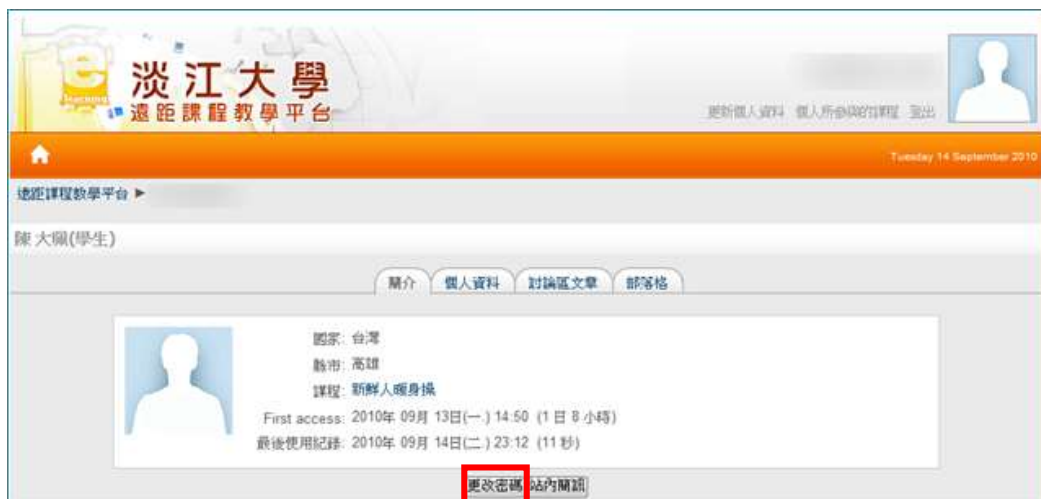 e
learning
淡江大學
遠距課程教學平台
更新個人資料 個人所參與的課程 登出
Tuesday 14 September 2010
遠距課程教學平台 ►
陳大珮(學生)
簡介 個人資料 討論區文章 部落格
國家: 台灣
縣市: 高雄
課程: 新鮮人暖身操
First access: 2010年 09月 13日(一.) 14:50 (1 日 8 小時)
最後使用紀錄: 2010年 09月 14日(二.) 23:12 (11 秒)
更改密碼 站內簡訊